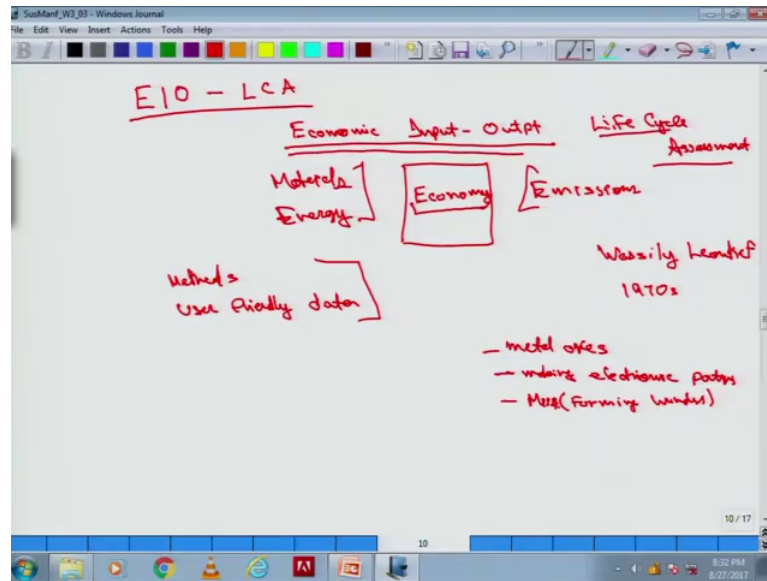 SusManf_W3_03 - Windows Journal
File Edit View Insert Actions Tools Help
EIO - LCA
Economic Input - Outpt
Life Cycle
Assessment
Materials
Energy
Economy
Emission
Wassily Leontief
1970s
Methods
User friendly data
- metal ores
- making electronic parts
- (Forming
10 / 17
10
8:32 PM
8/27/2017